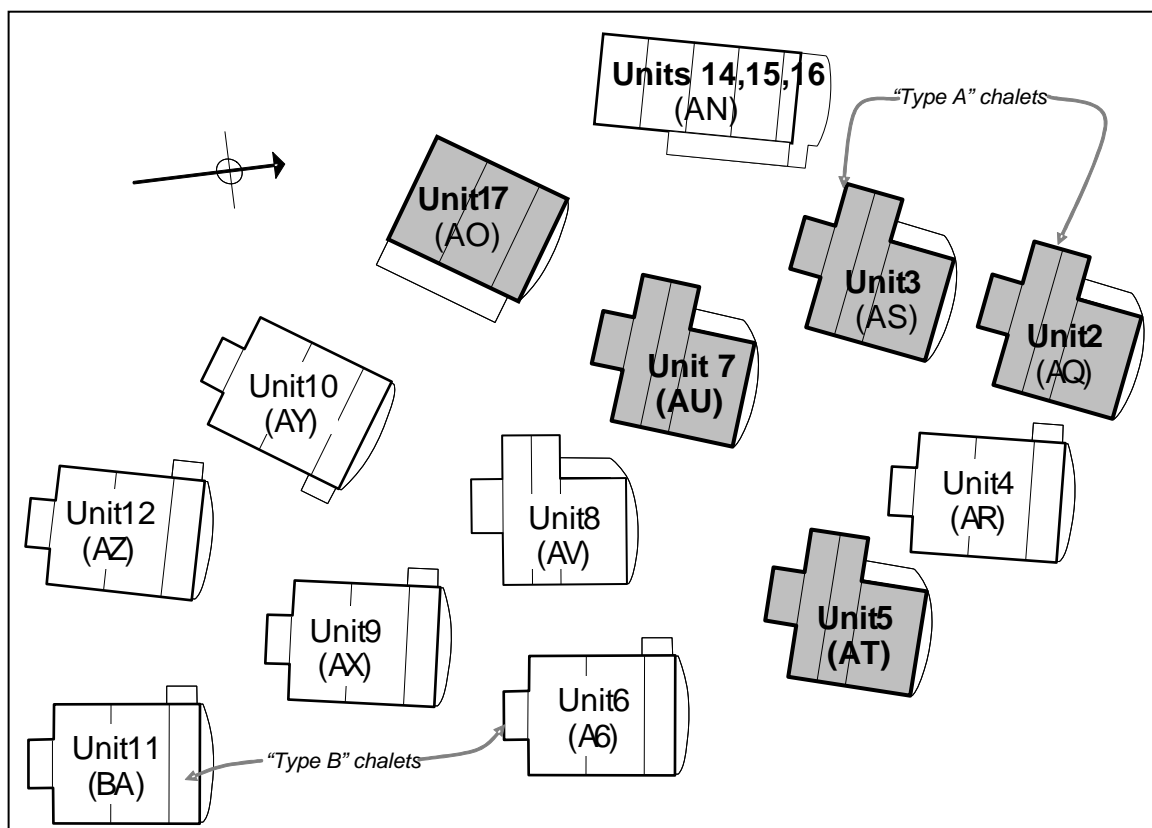 Units 14,15,16
(AN)
“Type A” chalets
Unit17
(AO)
Unit3
(AS)
Unit2
(AQ)
Unit 7
(AU)
Unit10
(AY)
Unit4
(AR)
Unit12
(AZ)
Unit8
(AV)
Unit5
(AT)
Unit9
(AX)
Unit6
(A6)
Unit11
(BA)
“Type B” chalets